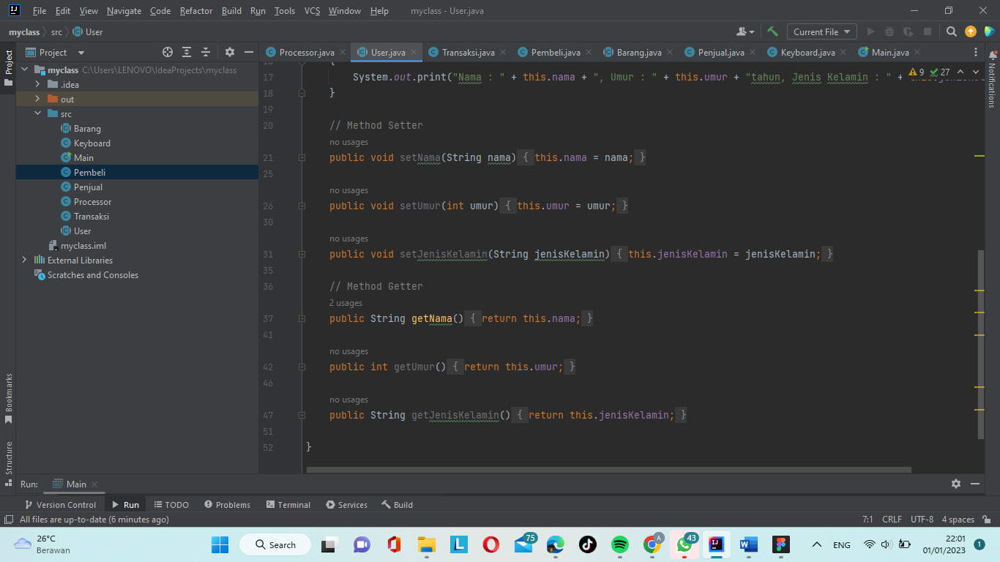 File Edit View Navigate Code Refactor Build Run Tools VCS Window Help myclass - User.java
myclass src User Current File
Project
Project
myclass C:\Users\LENOVO\IdeaProjects\myclass
.idea
out
src
Barang
Keyboard
Main
Pembeli
Penjual
Processor
Transaksi
User
myclass.iml
External Libraries
Scratches and Consoles
Bookmarks
Structure
Processor.java User.java Transaksi.java Pembeli.java Barang.java Penjual.java Keyboard.java Main.java
Notifications
9 27
{
17 System.out.print("Nama : " + this.nama + ", Umur : " + this.umur + "tahun, Jenis Kelamin : " +
18 }
19
20 // Method Setter
no usages
21 public void setNama(String nama) { this.nama = nama; }
25
no usages
26 public void setUmur(int umur) { this.umur = umur; }
30
no usages
31 public void setJenisKelamin(String jenisKelamin) { this.jenisKelamin = jenisKelamin; }
35
36 // Method Getter
2 usages
37 public String getNama() { return this.nama; }
41
no usages
42 public int getUmur() { return this.umur; }
46
no usages
47 public String getJenisKelamin() { return this.jenisKelamin; }
51
52 }
Run: Main
Version Control Run TODO Problems Terminal Services Build
All files are up-to-date (6 minutes ago) 7:1 CRLF UTF-8 4 spaces
26°C
Berawan
Search
75
A
43
ENG
22:01
01/01/2023
1